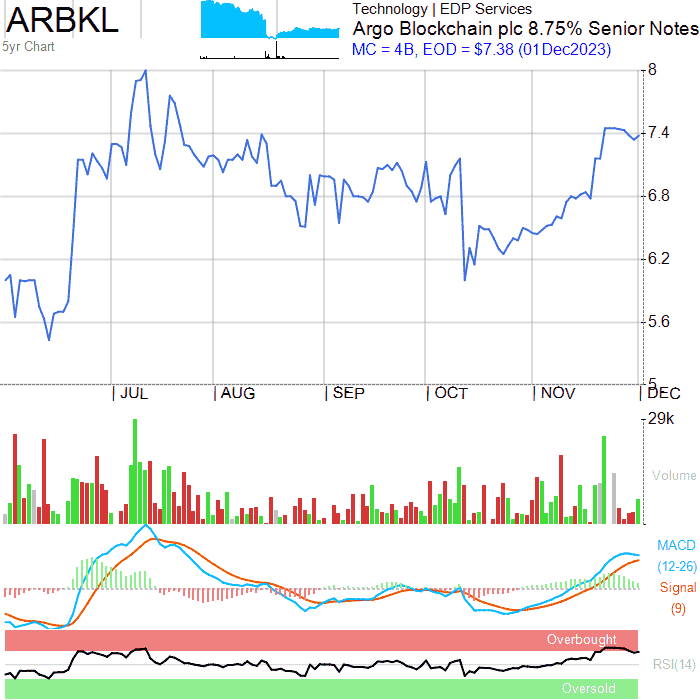 ARBKL
5yr Chart
Technology | EDP Services
Argo Blockchain plc 8.75% Senior Notes
MC = 4B, EOD = $7.38 (01Dec2023)
8
7.4
6.8
6.2
5.6
5
JUL
AUG
SEP
OCT
NOV
DEC
29k
Volume
MACD
(12-26)
Signal
(9)
Overbought
RSI(14)
Oversold